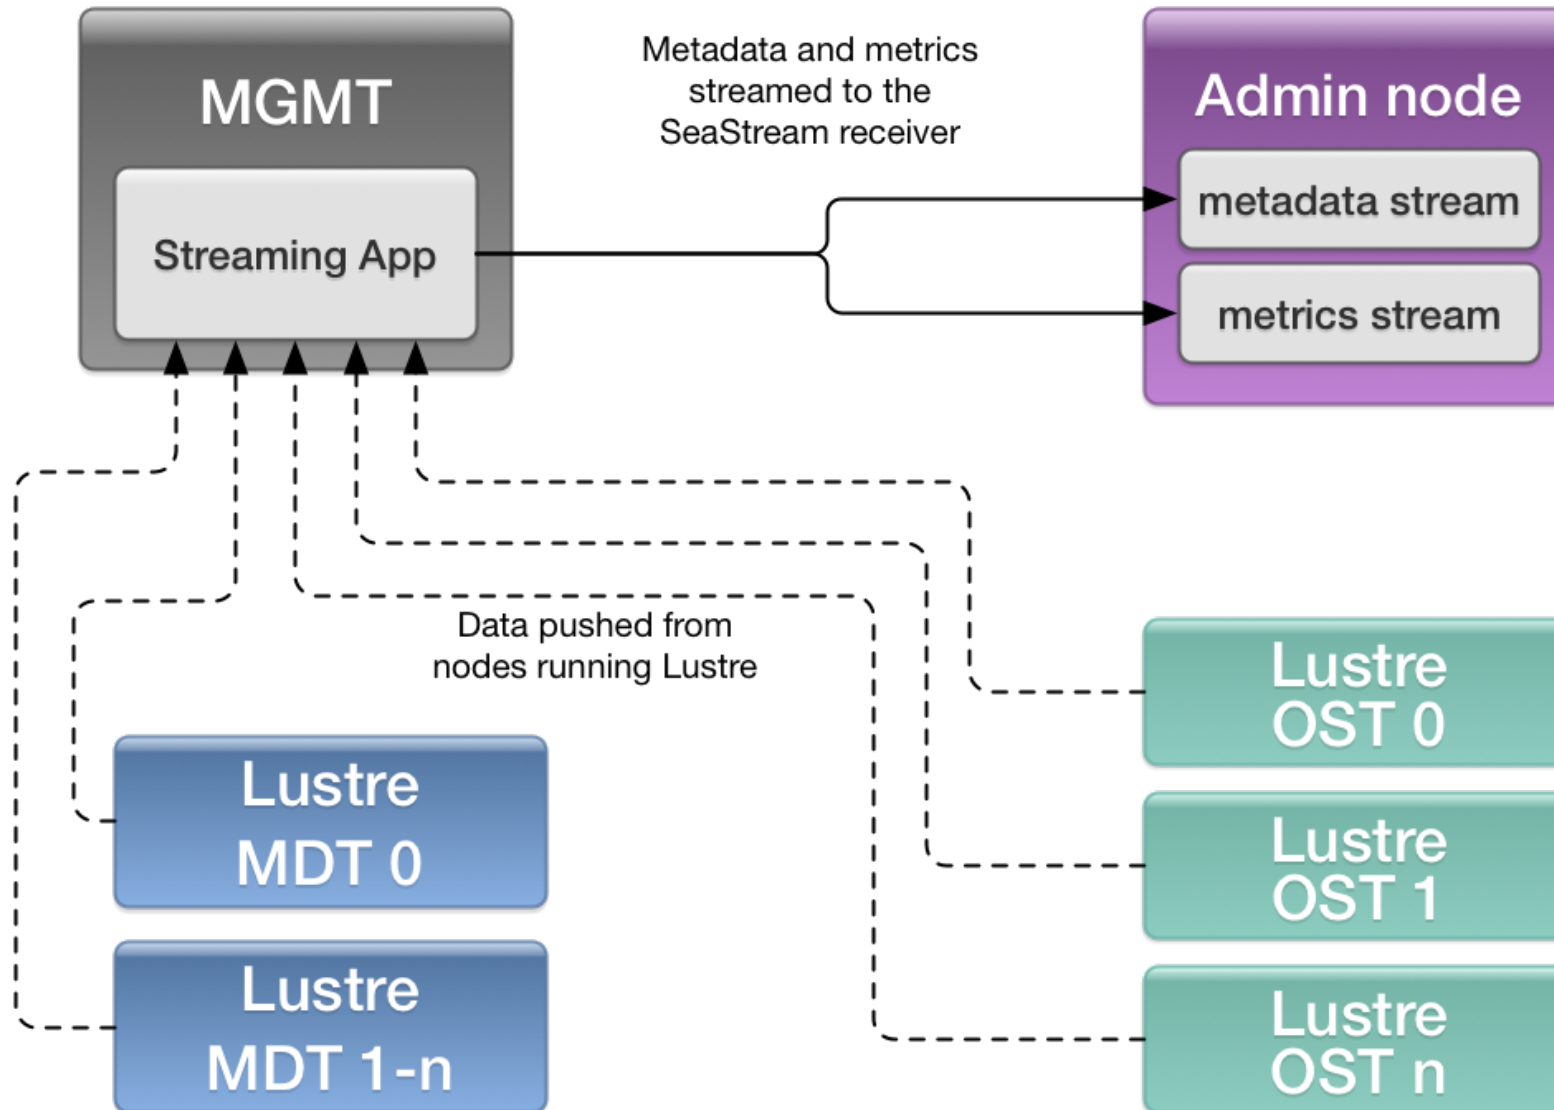 MGMT
Streaming App
Metadata and metrics
streamed to the
SeaStream receiver
Admin node
metadata stream
metrics stream
Data pushed from
nodes running Lustre
Lustre
MDT 0
Lustre
MDT 1-n
Lustre
OST 0
Lustre
OST 1
Lustre
OST n